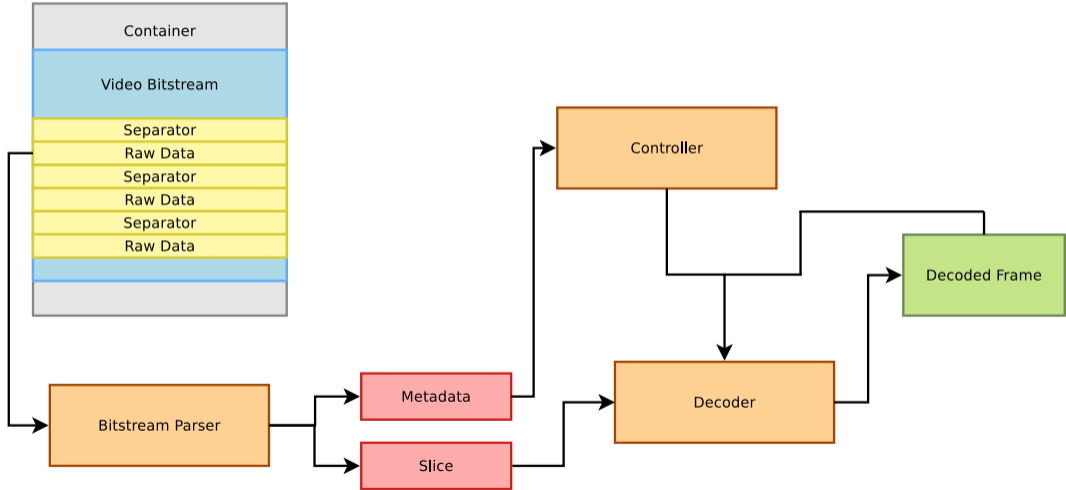 Container
Video Bitstream
Separator
Raw Data
Separator
Raw Data
Separator
Raw Data
Controller
Decoded Frame
Metadata
Decoder
Bitstream Parser
Slice